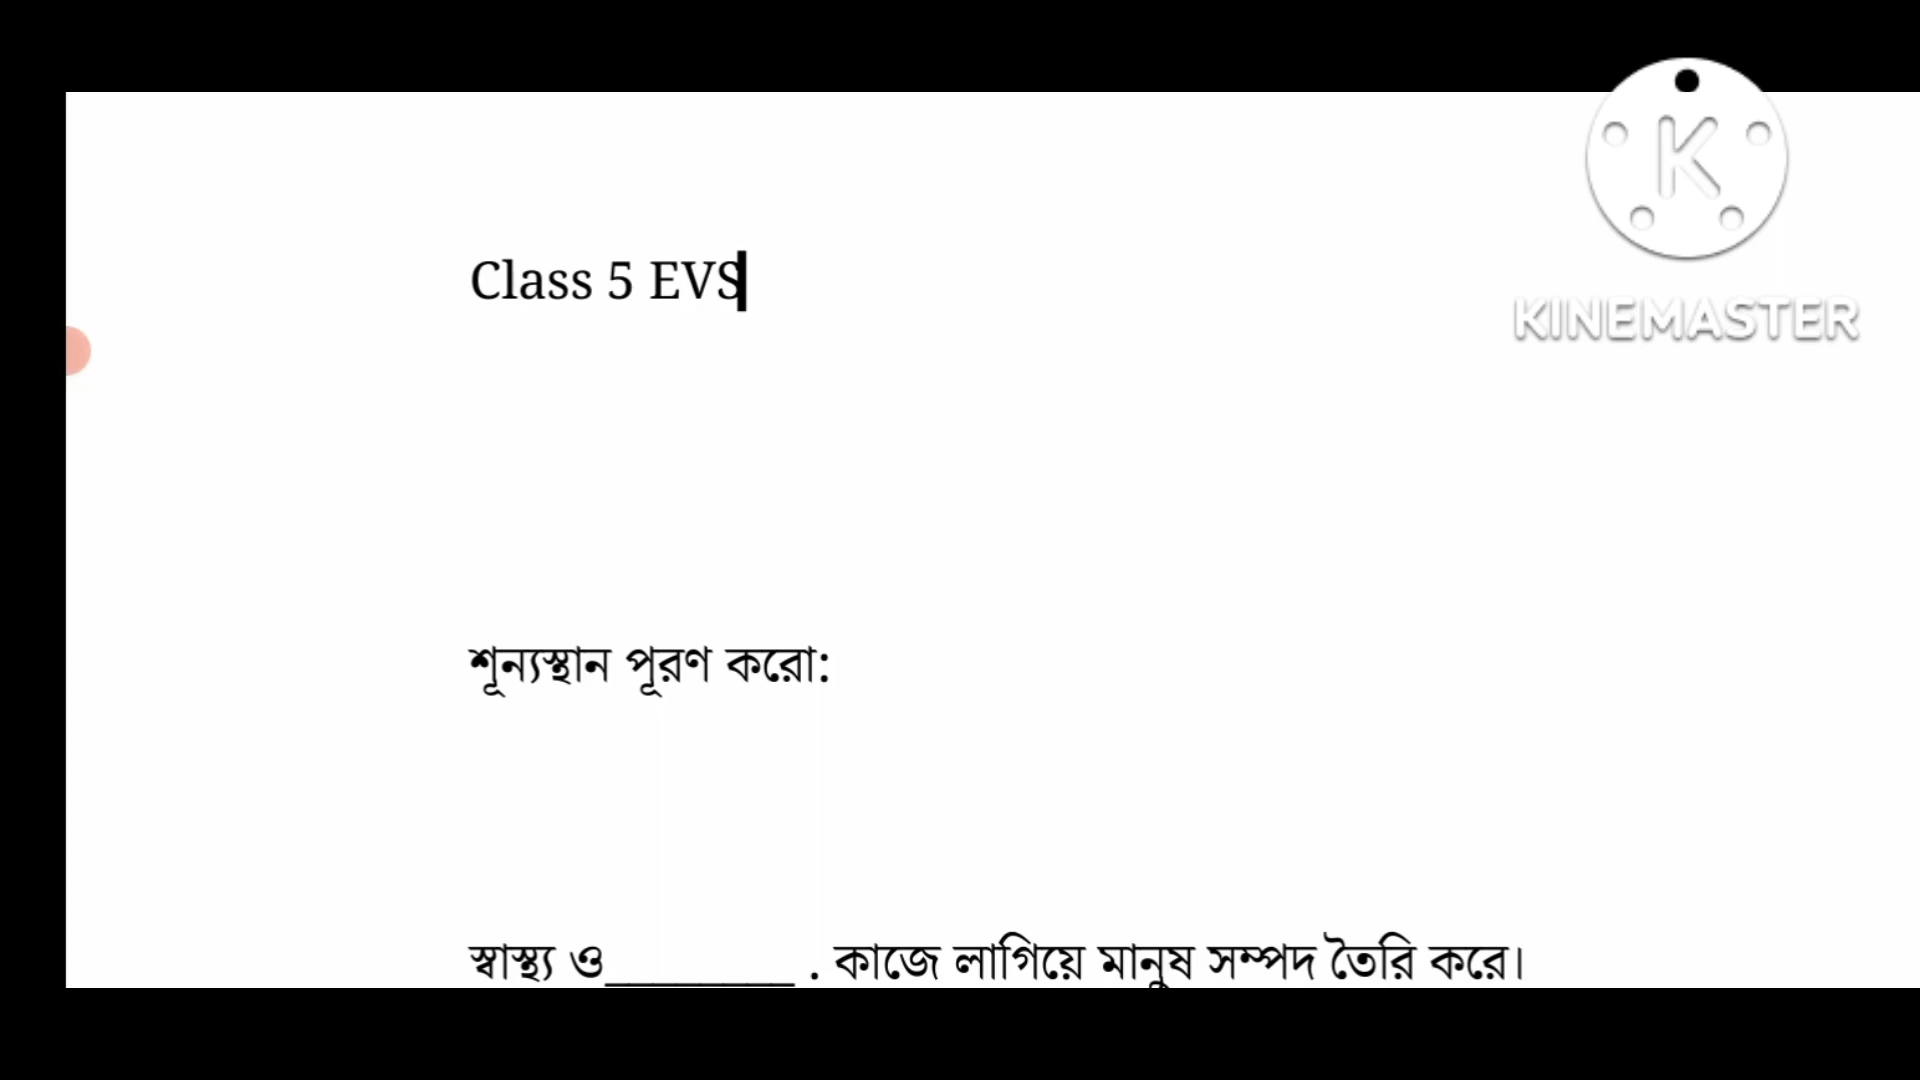 Class 5 EVS
K
KINEMASTER
শূন্যস্থান পূরণ করো:
স্বাস্থ্য ও________ . কাজে লাগিয়ে মানুষ সম্পদ তৈরি করে।